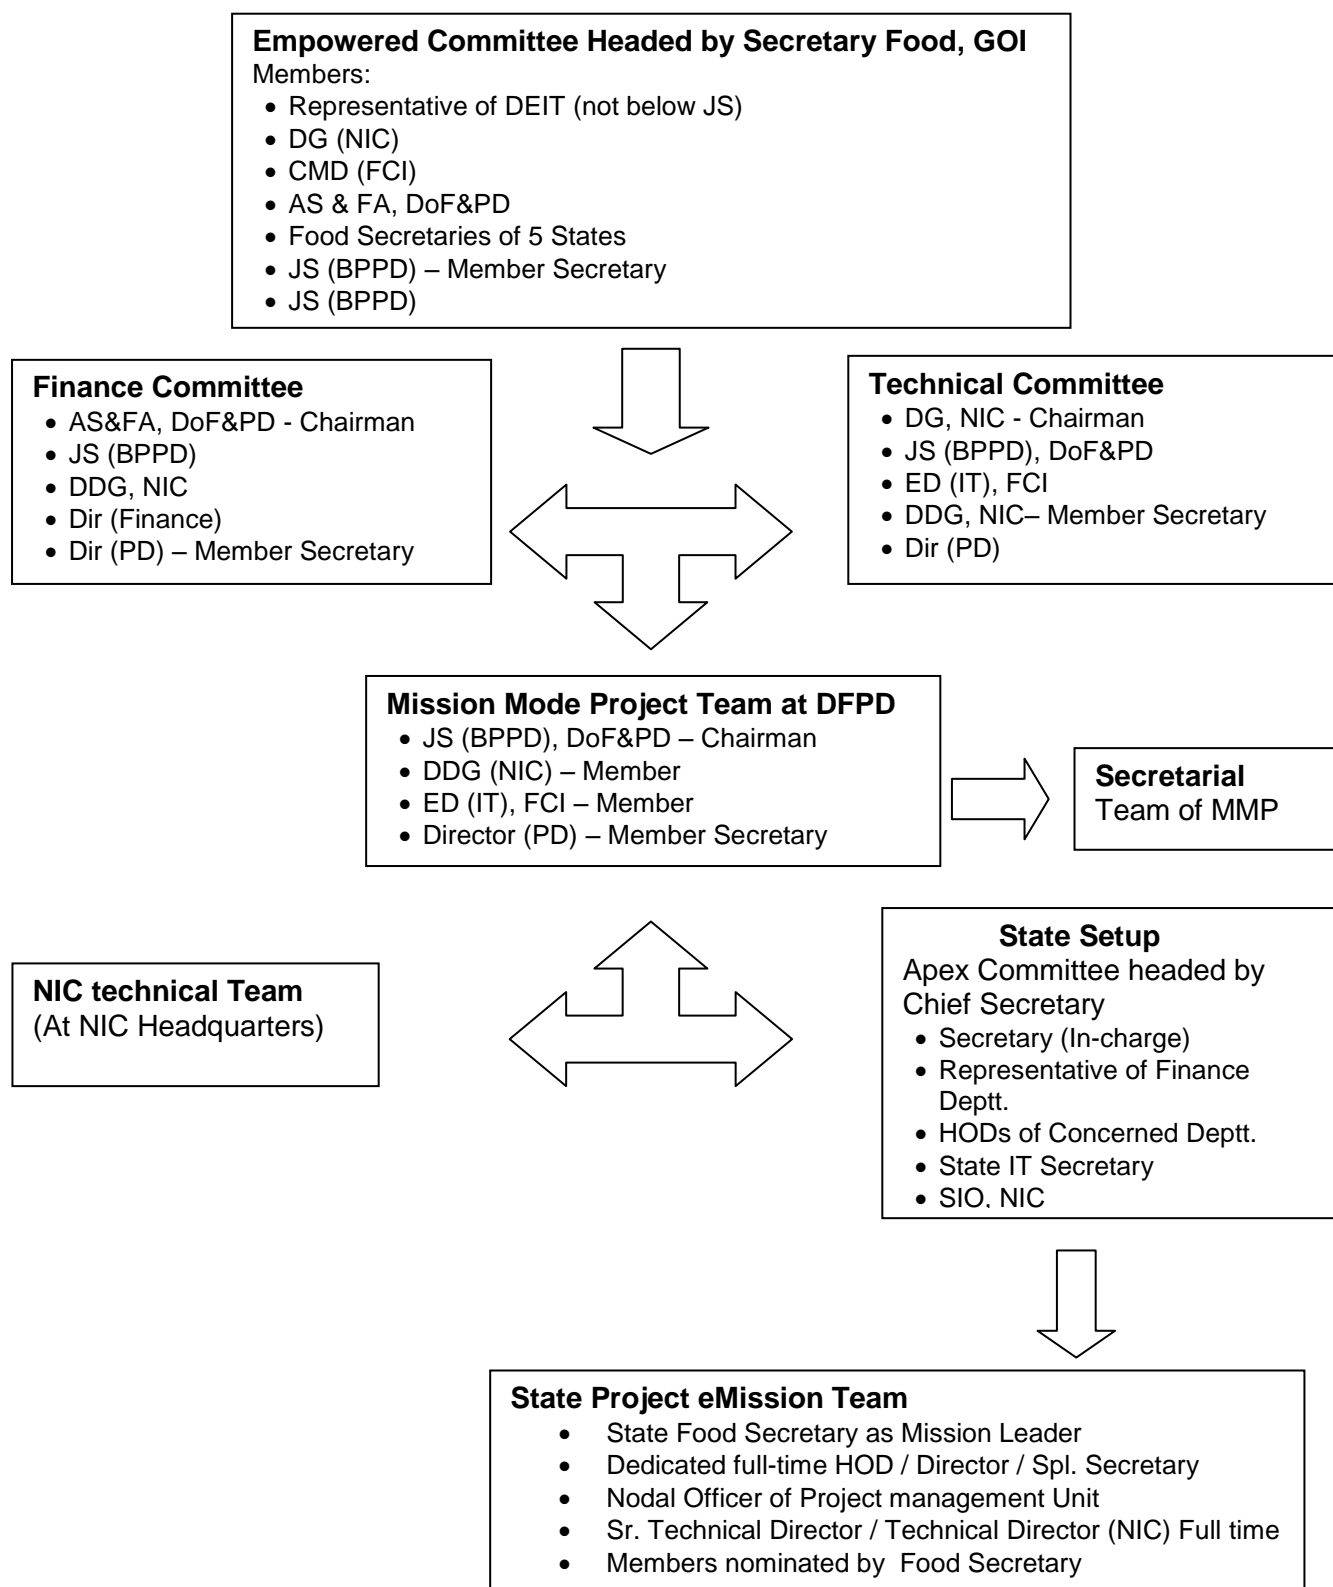 Empowered Committee Headed by Secretary Food, GOI
Members:
• Representative of DEIT (not below JS)
• DG (NIC)
• CMD (FCI)
• AS & FA, DoF&PD
• Food Secretaries of 5 States
• JS (BPPD) – Member Secretary
• JS (BPPD)
Finance Committee
• AS&FA, DoF&PD - Chairman
• JS (BPPD)
• DDG, NIC
• Dir (Finance)
• Dir (PD) – Member Secretary
Technical Committee
• DG, NIC - Chairman
• JS (BPPD), DoF&PD
• ED (IT), FCI
• DDG, NIC– Member Secretary
• Dir (PD)
Mission Mode Project Team at DFPD
• JS (BPPD), DoF&PD – Chairman
• DDG (NIC) – Member
• ED (IT), FCI – Member
• Director (PD) – Member Secretary
Secretarial
Team of MMP
NIC technical Team
(At NIC Headquarters)
State Setup
Apex Committee headed by
Chief Secretary
• Secretary (In-charge)
• Representative of Finance
Deptt.
• HODs of Concerned Deptt.
• State IT Secretary
• SIO, NIC
State Project eMission Team
• State Food Secretary as Mission Leader
• Dedicated full-time HOD / Director / Spl. Secretary
• Nodal Officer of Project management Unit
• Sr. Technical Director / Technical Director (NIC) Full time
• Members nominated by Food Secretary